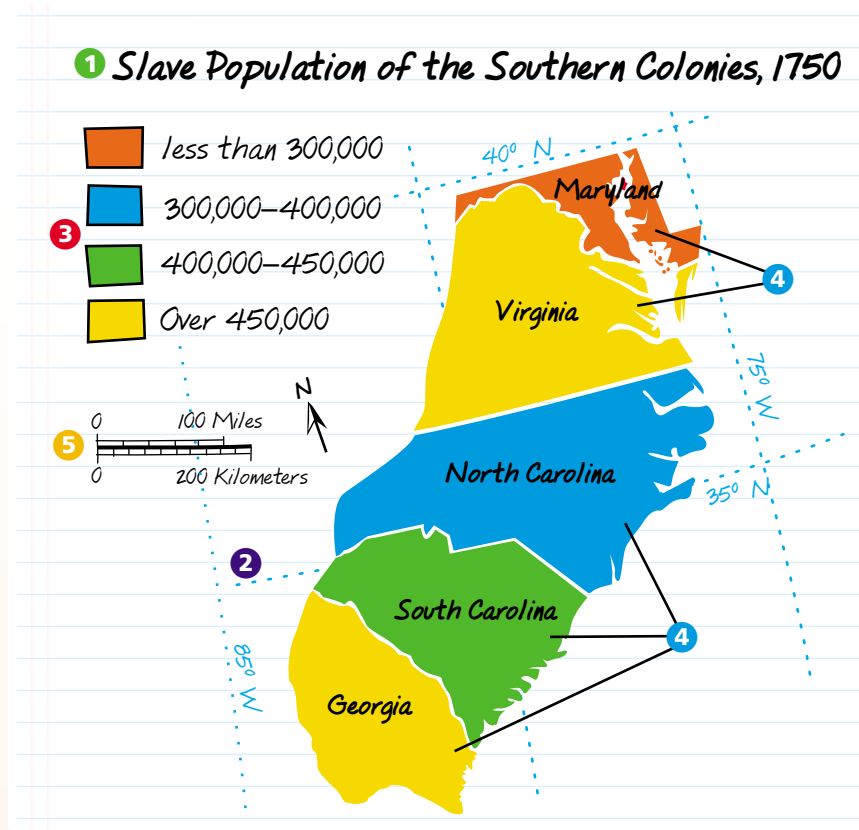 1 Slave Population of the Southern Colonies, 1750
less than 300,000
300,000–400,000
3
400,000–450,000
Over 450,000
40° N
Maryland
4
Virginia
75° W
N
0 100 Miles
5
0 200 Kilometers
North Carolina
35° N
2
South Carolina
4
85° W
Georgia